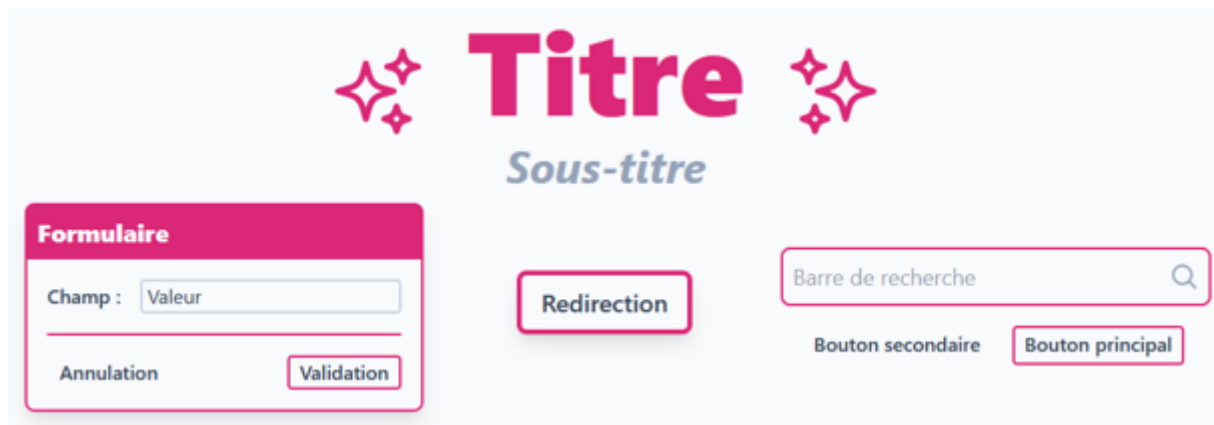 Titre
Sous-titre
Formulaire
Champ : Valeur
Annulation Validation
Redirection
Barre de recherche
Bouton secondaire Bouton principal